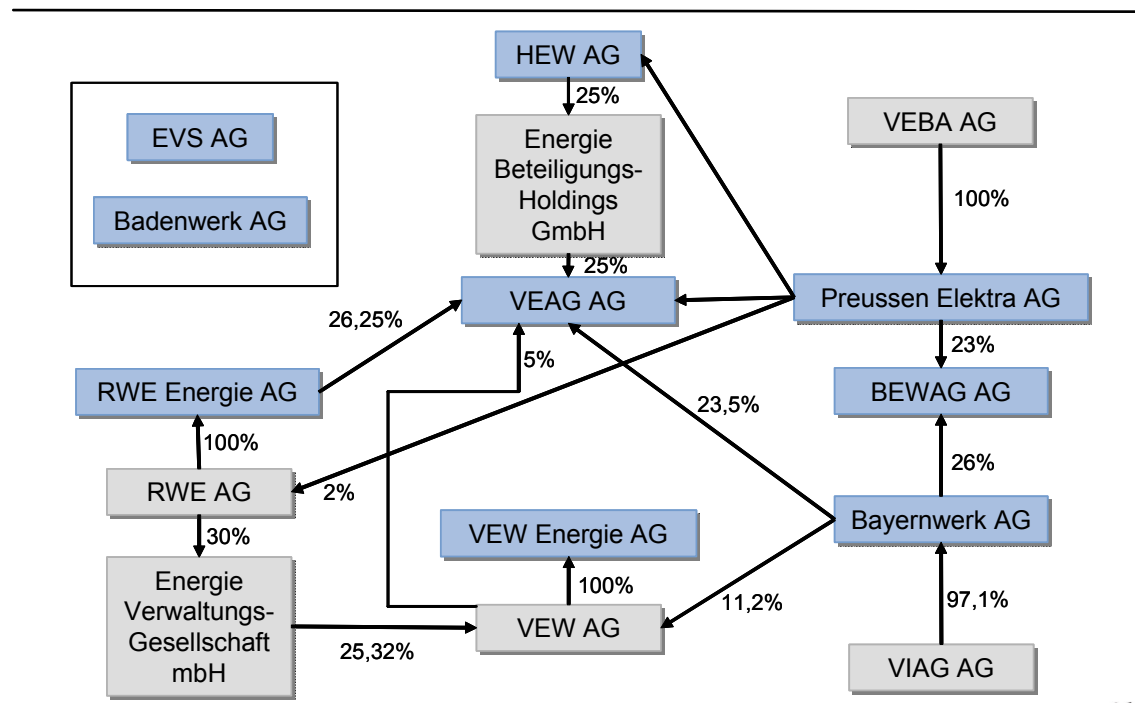 HEW AG
25%
EVS AG
Badenwerk AG
Energie
Beteiligungs-
Holdings
GmbH
VEBA AG
100%
25%
VEAG AG
Preussen Elektra AG
26,25%
5%
23%
RWE Energie AG
BEWAG AG
23,5%
100%
26%
RWE AG
2%
30%
VEW Energie AG
Bayernwerk AG
Energie
Verwaltungs-
Gesellschaft
mbH
100%
11,2%
97,1%
25,32%
VEW AG
VIAG AG